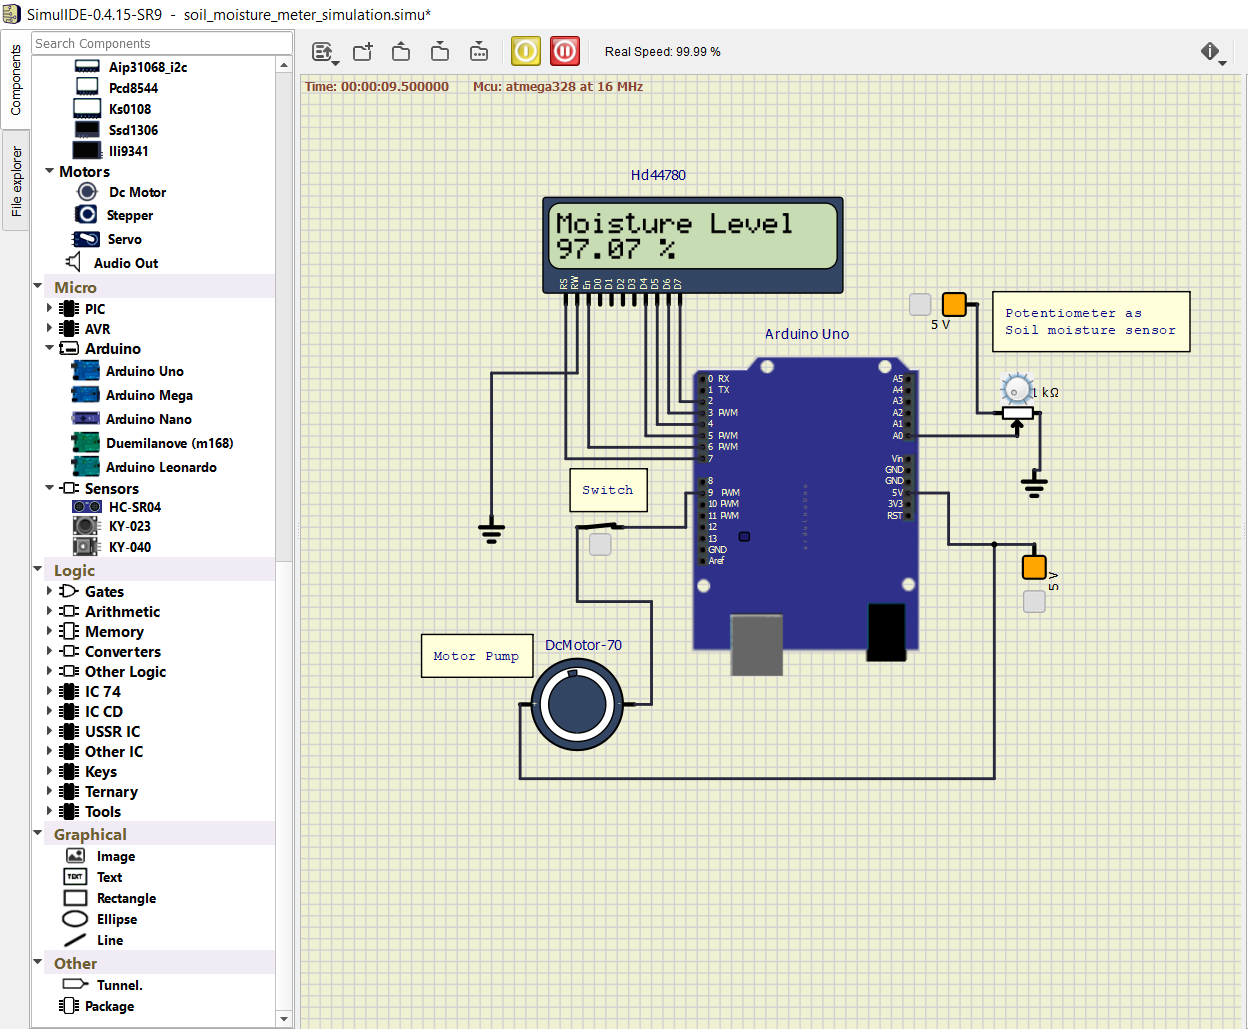 SimulIDE-0.4.15-SR9 - soil_moisture_meter_simulation.simu*
Components
File explorer
Search Components
Aip31068_i2c
Pcd8544
Ks0108
Ssd1306
Ili9341
Motors
Dc Motor
Stepper
Servo
Audio Out
Micro
PIC
AVR
Arduino
Arduino Uno
Arduino Mega
Arduino Nano
Duemilanove (m168)
Arduino Leonardo
Sensors
HC-SR04
KY-023
KY-040
Logic
Gates
Arithmetic
Memory
Converters
Other Logic
IC 74
IC CD
USSR IC
Other IC
Keys
Ternary
Tools
Graphical
Image
TEXT Text
Rectangle
Ellipse
Line
Other
Tunnel.
Package
Real Speed: 99.99 %
Time: 00:00:09.500000 Mcu: atmega328 at 16 MHz
Hd44780
Moisture Level
97.07 %
RS RW En D0 D1 D2 D3 D4 D5 D6 D7
5 V
Potentiometer as
Soil moisture sensor
1 kΩ
Arduino Uno
0 RX
1 TX
2
3 PWM
4
5 PWM
6 PWM
7
8
9 PWM
10 PWM
11 PWM
12
13
GND
Aref
A5
A4
A3
A2
A1
A0
Vin
GND
GND
5V
3V3
RST
arduinouno
Switch
5 V
Motor Pump
DcMotor-70
+ -